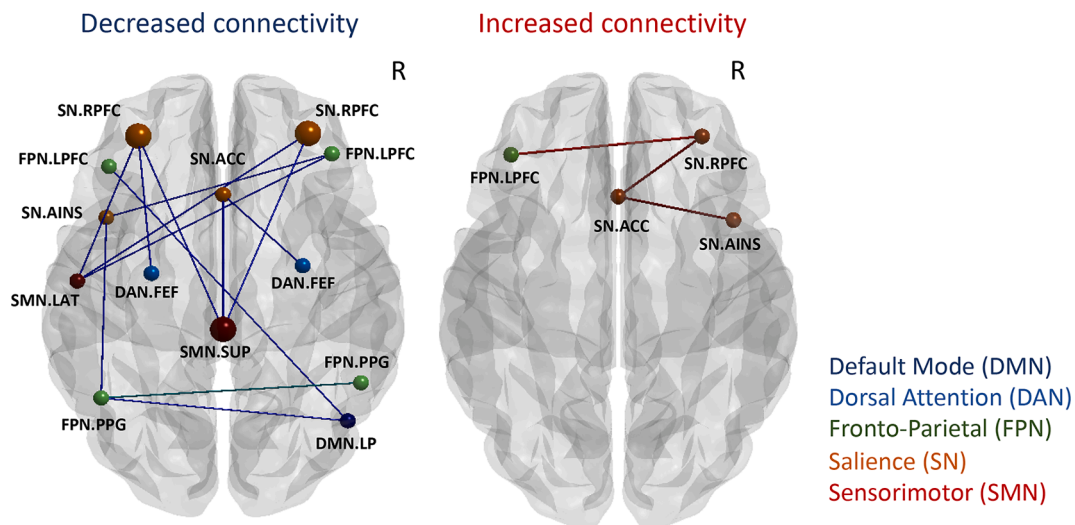 Decreased connectivity
Increased connectivity
R
R
SN.RPFC
SN.RPFC
FPN.LPFC
SN.ACC
FPN.LPFC
SN.AINS
SMN.LAT
DAN.FEF
DAN.FEF
SMN.SUP
FPN.PPG
FPN.PPG
DMN.LP
SN.RPFC
FPN.LPFC
SN.ACC
SN.AINS
Default Mode (DMN)
Dorsal Attention (DAN)
Fronto-Parietal (FPN)
Salience (SN)
Sensorimotor (SMN)